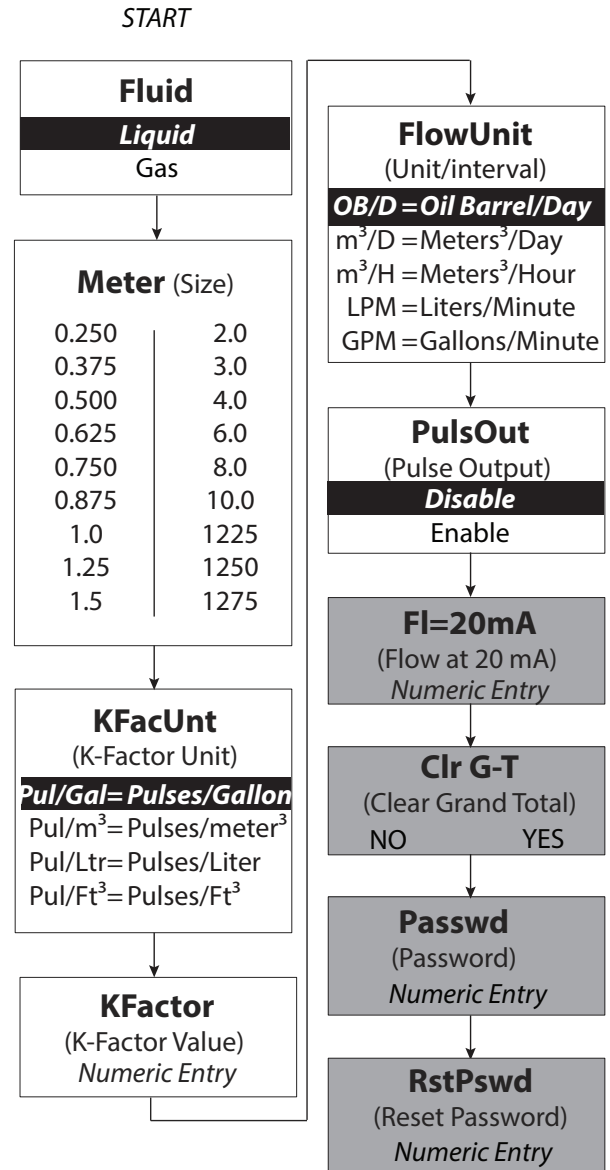 START
Fluid
Liquid
Gas
Meter (Size)
0.250 2.0
0.375 3.0
0.500 4.0
0.625 6.0
0.750 8.0
0.875 10.0
1.0 1225
1.25 1250
1.5 1275
KFacUnt
(K-Factor Unit)
Pul/Gal= Pulses/Gallon
Pul/m³= Pulses/meter³
Pul/Ltr= Pulses/Liter
Pul/Ft³= Pulses/Ft³
KFactor
(K-Factor Value)
Numeric Entry
FlowUnit
(Unit/interval)
OB/D = Oil Barrel/Day
m³/D = Meters³/Day
m³/H = Meters³/Hour
LPM = Liters/Minute
GPM = Gallons/Minute
PulsOut
(Pulse Output)
Disable
Enable
Fl=20mA
(Flow at 20 mA)
Numeric Entry
Clr G-T
(Clear Grand Total)
NO YES
Passwd
(Password)
Numeric Entry
RstPswd
(Reset Password)
Numeric Entry